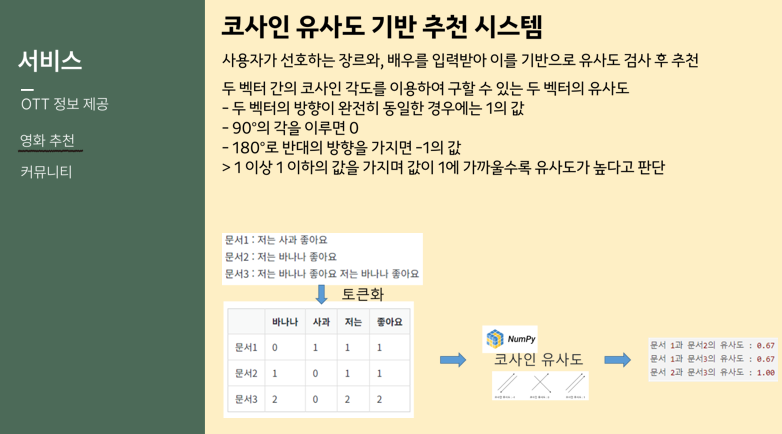 코사인 유사도 기반 추천 시스템
서비스
OTT 정보 제공
영화 추천
커뮤니티
사용자가 선호하는 장르와, 배우를 입력받아 이를 기반으로 유사도 검사 후 추천
두 벡터 간의 코사인 각도를 이용하여 구할 수 있는 두 벡터의 유사도
- 두 벡터의 방향이 완전히 동일한 경우에는 1의 값
- 90°의 각을 이루면 0
- 180°로 반대의 방향을 가지면 -1의 값
> 1 이상 1 이하의 값을 가지며 값이 1에 가까울수록 유사도가 높다고 판단
문서1 : 저는 사과 좋아요
문서2 : 저는 바나나 좋아요
문서3 : 저는 바나나 좋아요 저는 바나나 좋아요
토큰화
바나나 사과 저는 좋아요
문서1 0 1 1 1
문서2 1 0 1 1
문서3 2 0 2 2
NumPy
코사인 유사도
문서 1과 문서2의 유사도 : 0.67
문서 1과 문서3의 유사도 : 0.67
문서 2과 문서3의 유사도 : 1.00